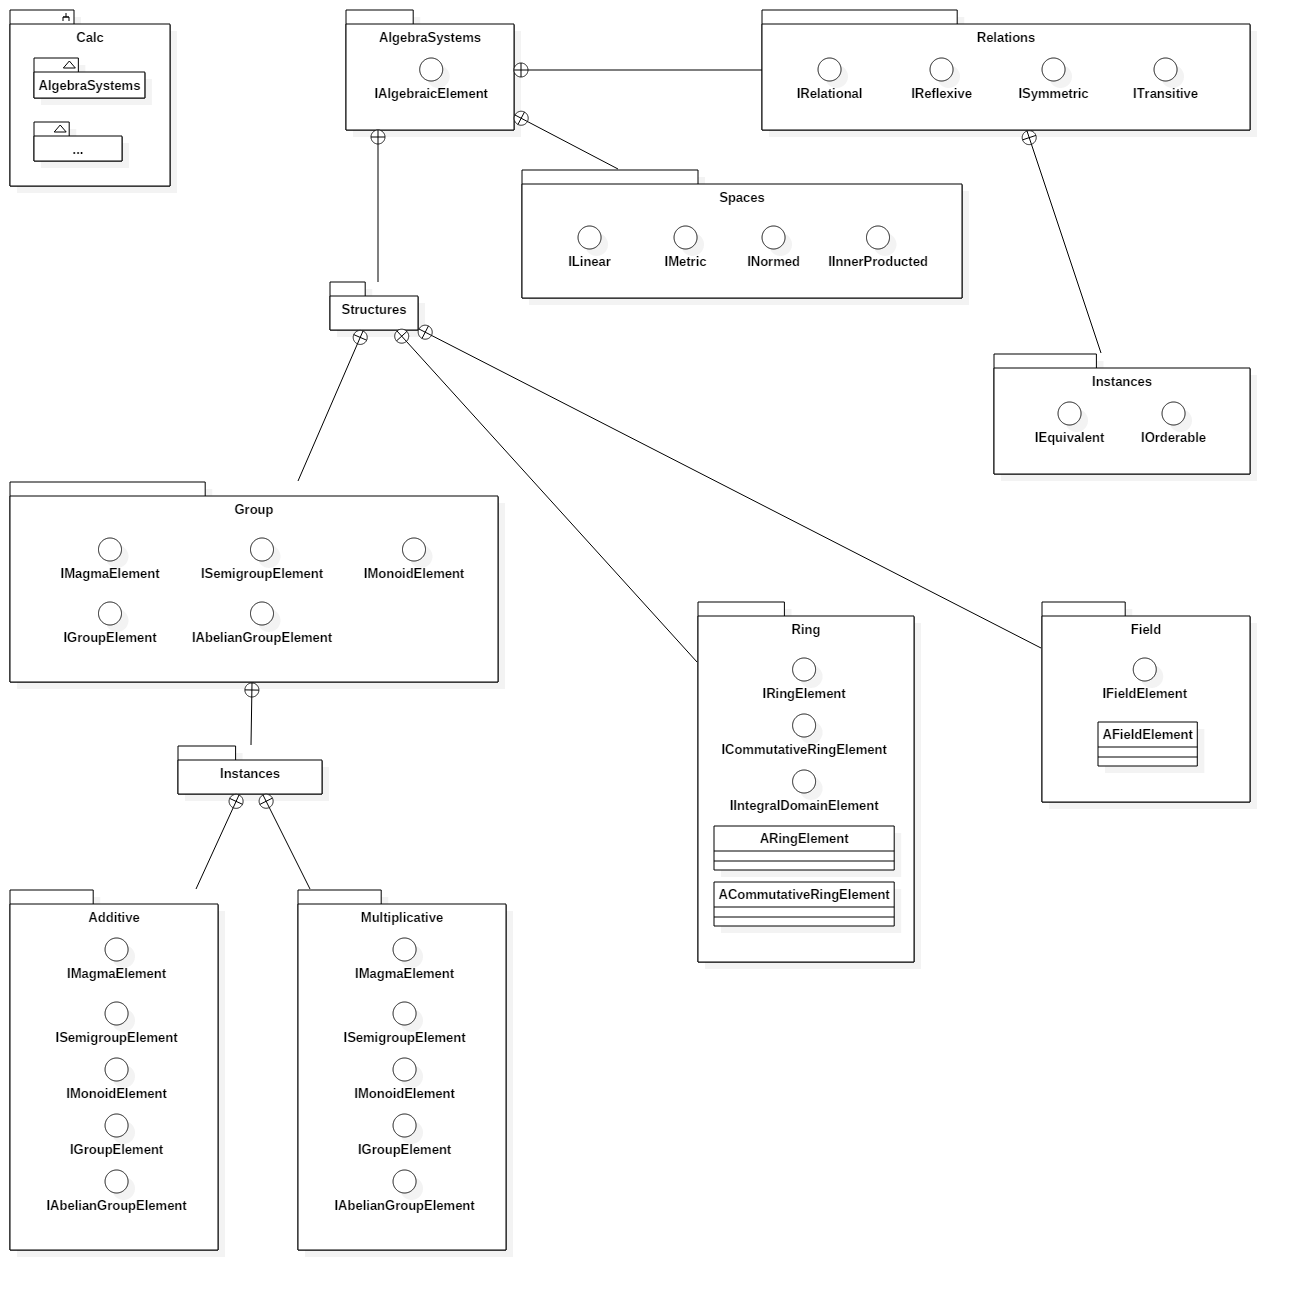 Calc
AlgebraSystems
...
AlgebraSystems
IAlgebraicElement
Relations
IRelational
IReflexive
ISymmetric
ITransitive
Spaces
ILinear
IMetric
INormed
IInnerProducted
Structures
Instances
IEquivalent
IOrderable
Group
IMagmaElement
ISemigroupElement
IMonoidElement
IGroupElement
IAbelianGroupElement
Ring
IRingElement
ICommutativeRingElement
IIntegralDomainElement
ARingElement
ACommutativeRingElement
Field
IFieldElement
AFieldElement
Instances
Additive
IMagmaElement
ISemigroupElement
IMonoidElement
IGroupElement
IAbelianGroupElement
Multiplicative
IMagmaElement
ISemigroupElement
IMonoidElement
IGroupElement
IAbelianGroupElement